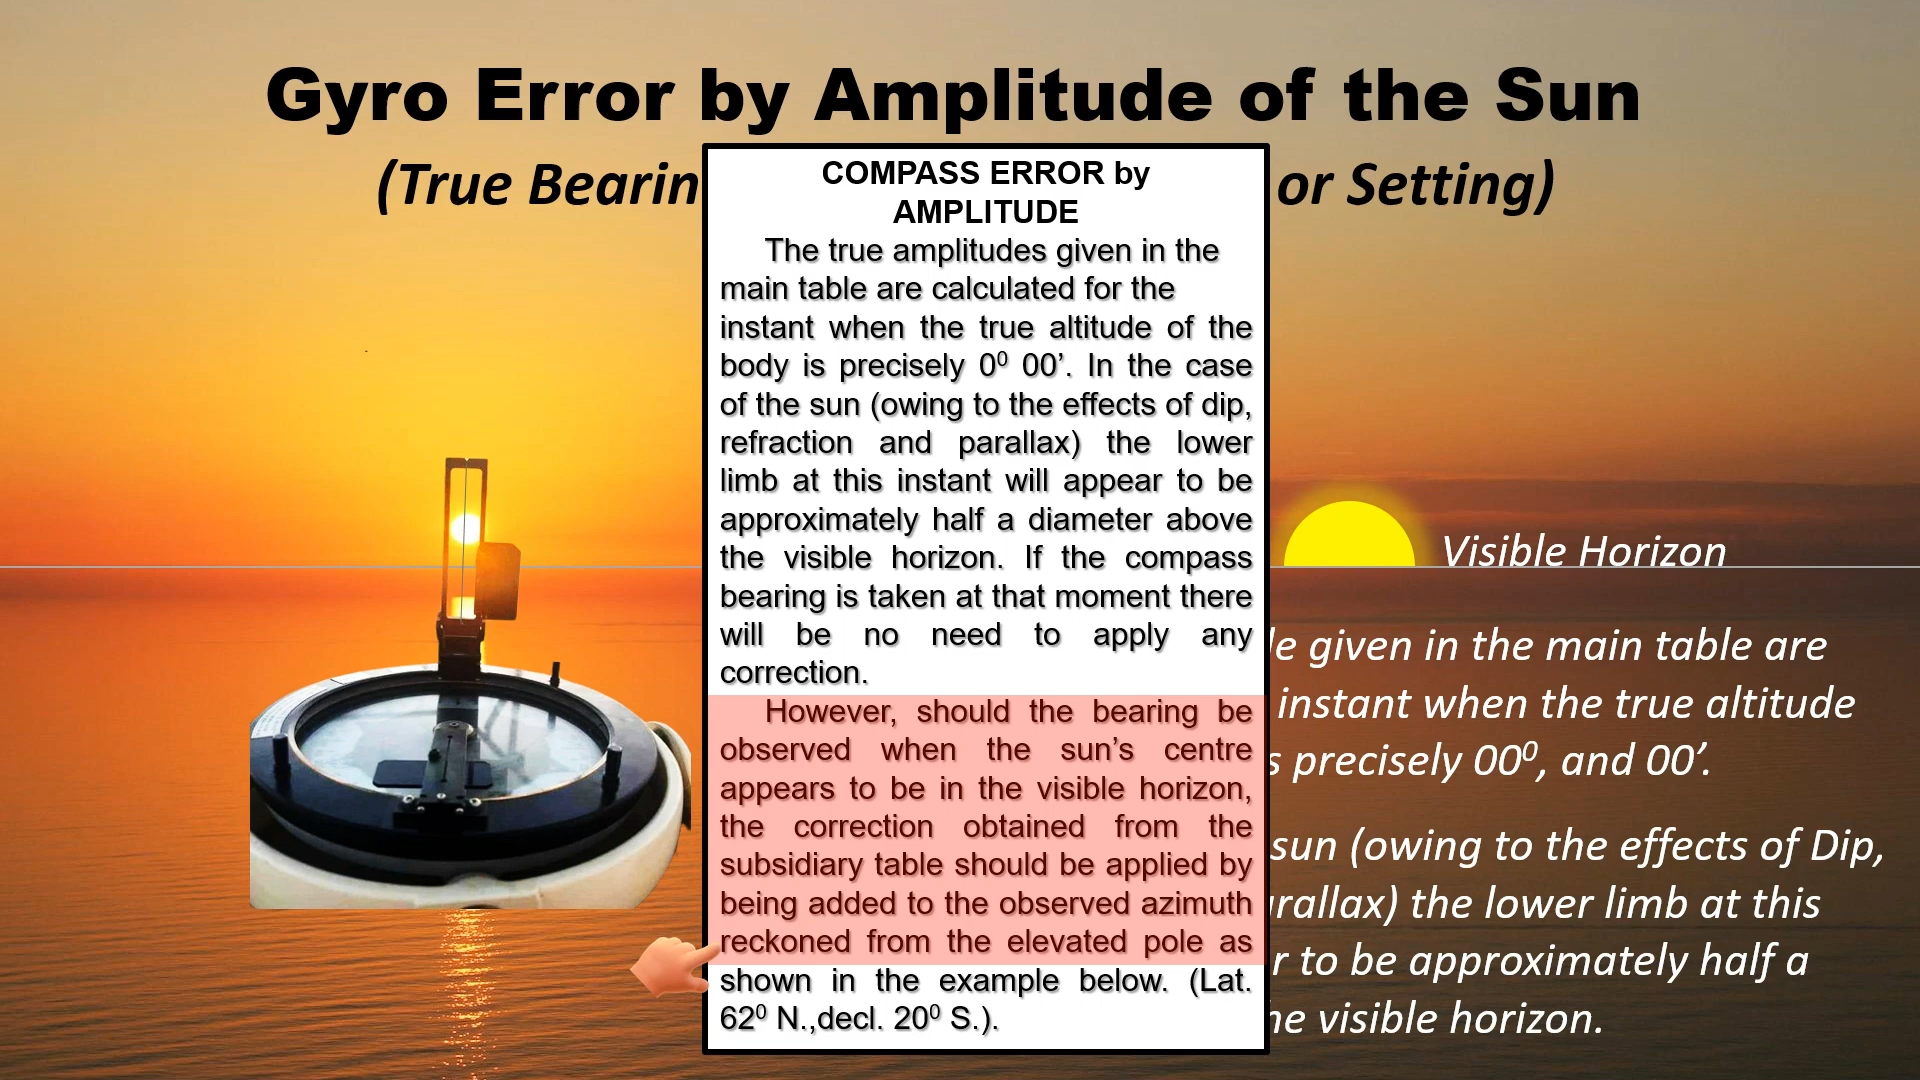 Gyro Error by Amplitude of the Sun
(True Bearin
or Setting)
COMPASS ERROR by
AMPLITUDE
The true amplitudes given in the
main table are calculated for the
instant when the true altitude of the
body is precisely 0⁰ 00’. In the case
of the sun (owing to the effects of dip,
refraction and parallax) the lower
limb at this instant will appear to be
approximately half a diameter above
the visible horizon. If the compass
bearing is taken at that moment there
will be no need to apply any
correction.
However, should the bearing be
observed when the sun’s centre
appears to be in the visible horizon,
the correction obtained from the
subsidiary table should be applied by
being added to the observed azimuth
reckoned from the elevated pole as
shown in the example below. (Lat.
62⁰ N.,decl. 20⁰ S.).
Visible Horizon
le given in the main table are
instant when the true altitude
s precisely 00⁰, and 00’.
sun (owing to the effects of Dip,
rallax) the lower limb at this
r to be approximately half a
he visible horizon.